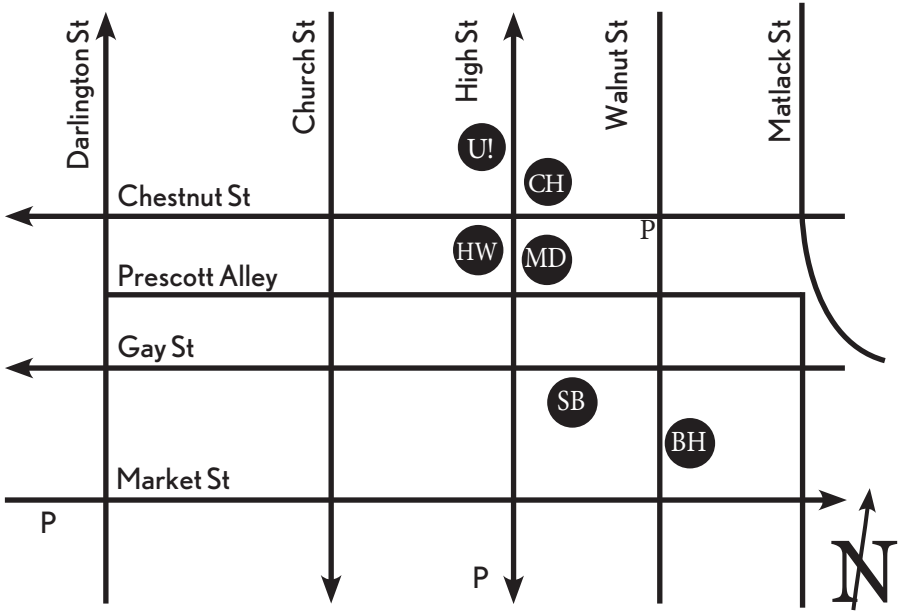 Darlington St
Church St
High St
Walnut St
Matlack St
U!
CH
Chestnut St
P
HW
MD
Prescott Alley
Gay St
SB
BH
Market St
P
P
N